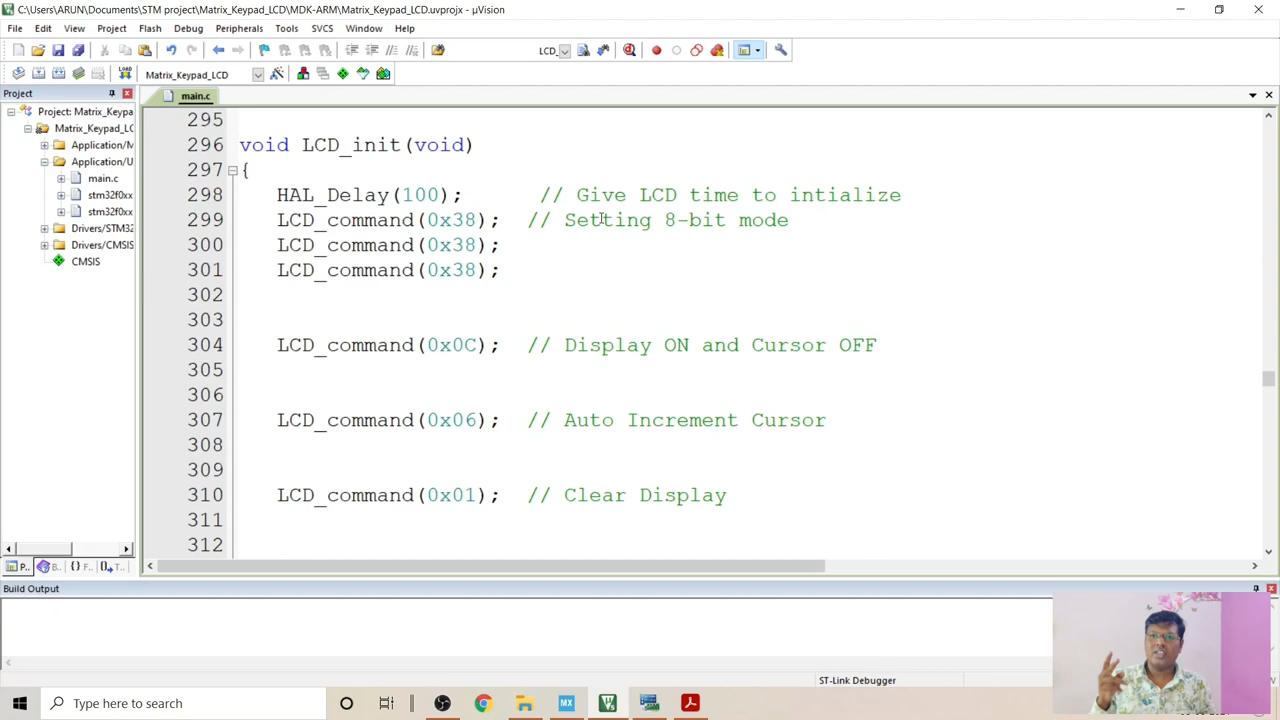 C:\Users\ARUN\Documents\STM project\Matrix_Keypad_LCD\MDK-ARM\Matrix_Keypad_LCD.uvprojx - µVision
File Edit View Project Flash Debug Peripherals Tools SVCS Window Help
LCD_
Matrix_Keypad_LCD
Project
main.c
Project: Matrix_Keypa
Matrix_Keypad_LC
Application/M
Application/U
main.c
stm32f0xx
stm32f0xx
Drivers/STM32
Drivers/CMSIS
CMSIS
295
296 void LCD_init(void)
297 {
298 HAL_Delay(100); // Give LCD time to intialize
299 LCD_command(0x38); // Setting 8-bit mode
300 LCD_command(0x38);
301 LCD_command(0x38);
302
303
304 LCD_command(0x0C); // Display ON and Cursor OFF
305
306
307 LCD_command(0x06); // Auto Increment Cursor
308
309
310 LCD_command(0x01); // Clear Display
311
312
P.. B.. {} F.. T..
Build Output
ST-Link Debugger
Type here to search
MX